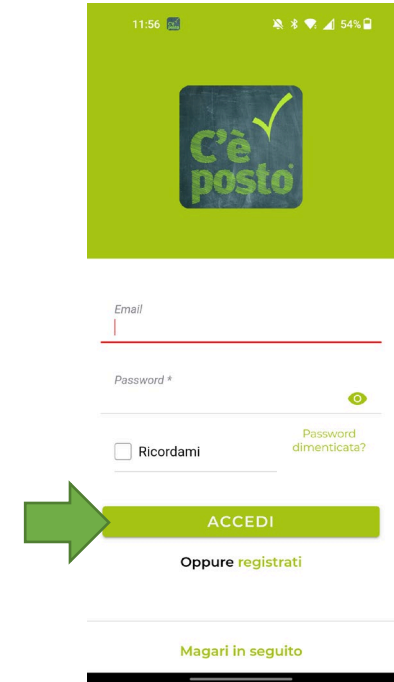 11:56
54%
C'è
posto
Email
Password *
Password
dimenticata?
Ricordami
ACCEDI
Oppure registrati
Magari in seguito